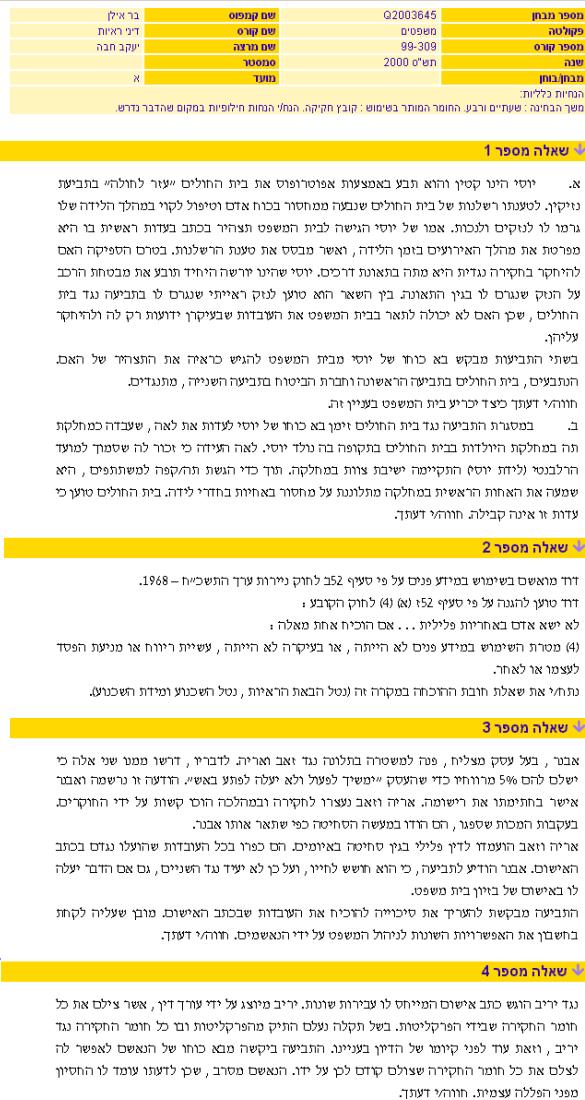 מספר מבחן Q2003645 שם קמפוס בר אילן
פקולטה משפטים שם קורס דיני ראיות
מספר קורס 99-309 שם מרצה יעקב חבה
שנה תש"ס 2000 סמסטר
מבחן/בוחן מועד א
הנחיות כלליות:
משך הבחינה : שעתיים ורבע. החומר המותר בשימוש : קובץ חקיקה. הנח/י הנחות חילופיות במקום שהדבר נדרש.
שאלה מספר 1
א. יוסי הינו קטין והוא תבע באמצעות אפוטרופוס את בית החולים "עזר לחולה" בתביעת
נזיקין. לטענתו רשלנות של בית החולים שנבעה ממחסור בכוח אדם וטיפול לקוי במהלך הלידה שלו
גרמו לו לנזקים ולנכות. אמו של יוסי הגישה לבית המשפט תצהיר בכתב בעדות ראשית בו היא
מפרטת את מהלך האירועים בזמן הלידה , ואשר מבסס את טענת הרשלנות. בטרם הספיקה האם
להיחקר בחקירה נגדית היא מתה בתאונת דרכים. יוסי שהינו יורשה היחיד תובע את מבטחת הרכב
על הנזק שנגרם לו בגין התאונה. בין השאר הוא טוען לנזק ראייתי שנגרם לו בתביעה נגד בית
החולים , שכן האם לא יכולה לתאר בבית המשפט את העובדות שבעיקרן ידועות רק לה ולהיחקר
עליהן.
בשתי התביעות מבקש בא כוחו של יוסי מבית המשפט להגיש כראיה את התצהיר של האם.
הנתבעים , בית החולים בתביעה הראשונה וחברת הביטוח בתביעה השנייה , מתנגדים.
חווה/י דעתך כיצד יכריע בית המשפט בעניין זה.
ב. במסגרת התביעה נגד בית החולים זימן בא כוחו של יוסי לעדות את לאה , שעבדה כמחלקת
תה במחלקת היולדות בבית החולים בתקופה בה נולד יוסי. לאה העידה כי זכור לה שסמוך למועד
הרלבנטי (לידת יוסי) התקיימה ישיבת צוות במחלקה. תוך כדי הגשת תה/קפה למשתתפים , היא
שמעה את האחות הראשית במחלקה מתלוננת על מחסור באחיות בחדרי לידה. בית החולים טוען כי
עדות זו אינה קבילה. חווה/י דעתך.
שאלה מספר 2
דוד מואשם בשימוש במידע פנים על פי סעיף 52ב לחוק ניירות ערך התשכ"ח – 1968.
דוד טוען להגנה על פי סעיף 52ז (א) (4) לחוק הקובע :
לא ישא אדם באחריות פלילית . . . אם הוכיח אחת מאלה :
(4) מטרת השימוש במידע פנים לא הייתה , או בעיקרה לא הייתה , עשיית ריווח או מניעת הפסד
לעצמו או לאחר.
נתח/י את שאלת חובת ההוכחה במקרה זה (נטל הבאת הראיות , נטל השכנוע ומידת השכנוע).
שאלה מספר 3
אבנר , בעל עסק מצליח , פנה למשטרה בתלונה נגד זאב ואריה. לדבריו , דרשו ממנו שני אלה כי
ישלם להם 5% מרווחיו כדי שהעסק "ימשיך לפעול ולא יעלה לפתע באש". הודעה זו נרשמה ואבנר
אישר בחתימתו את רישומה. אריה וזאב נעצרו לחקירה ובמהלכה הוכו קשות על ידי החוקרים.
בעקבות המכות שספגו , הם הודו במעשה הסחיטה כפי שתאר אותו אבנר.
אריה וזאב הועמדו לדין פלילי בגין סחיטה באיומים. הם כפרו בכל העובדות שהועלו נגדם בכתב
האישום. אבנר הודיע לתביעה , כי הוא חושש לחייו , ועל כן לא יעיד נגד השניים , גם אם הדבר יעלה
לו באישום של בזיון בית משפט.
התביעה מבקשת להעריך את סיכוייה להוכיח את העובדות שבכתב האישום. מובן שעליה לקחת
בחשבון את האפשרויות השונות לניהול המשפט על ידי הנאשמים. חווה/י דעתך.
שאלה מספר 4
נגד יריב הוגש כתב אישום המייחס לו עבירות שונות. יריב מיוצג על ידי עורך דין , אשר צילם את כל
חומר החקירה שבידי הפרקליטות. בשל תקלה נעלם התיק מהפרקליטות ובו כל חומר החקירה נגד
יריב , וזאת עוד לפני קיומו של הדיון בעניינו. התביעה ביקשה מבא כוחו של הנאשם לאפשר לה
לצלם את כל חומר החקירה שצולם קודם לכן על ידו. הנאשם מסרב , שכן לדעתו עומד לו החסיון
מפני הפללה עצמית. חווה/י דעתך.